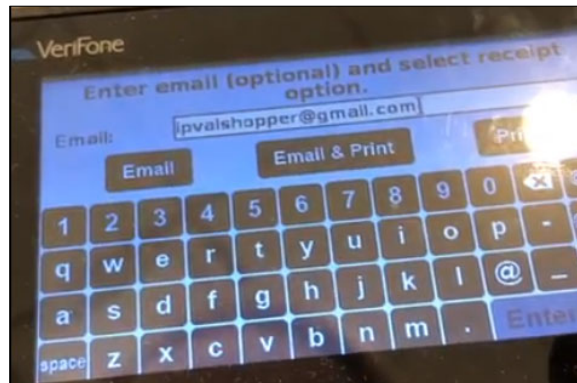 VeriFone
Enter email (optional) and select receipt
option.
Email: ipvalshopper@gmail.com
Email Email & Print
1 2 3 4 5 6 7 8 9 0
q w e r t y u i o p -
a s d f g h j k l @ _
space z x c v b n m . Enter